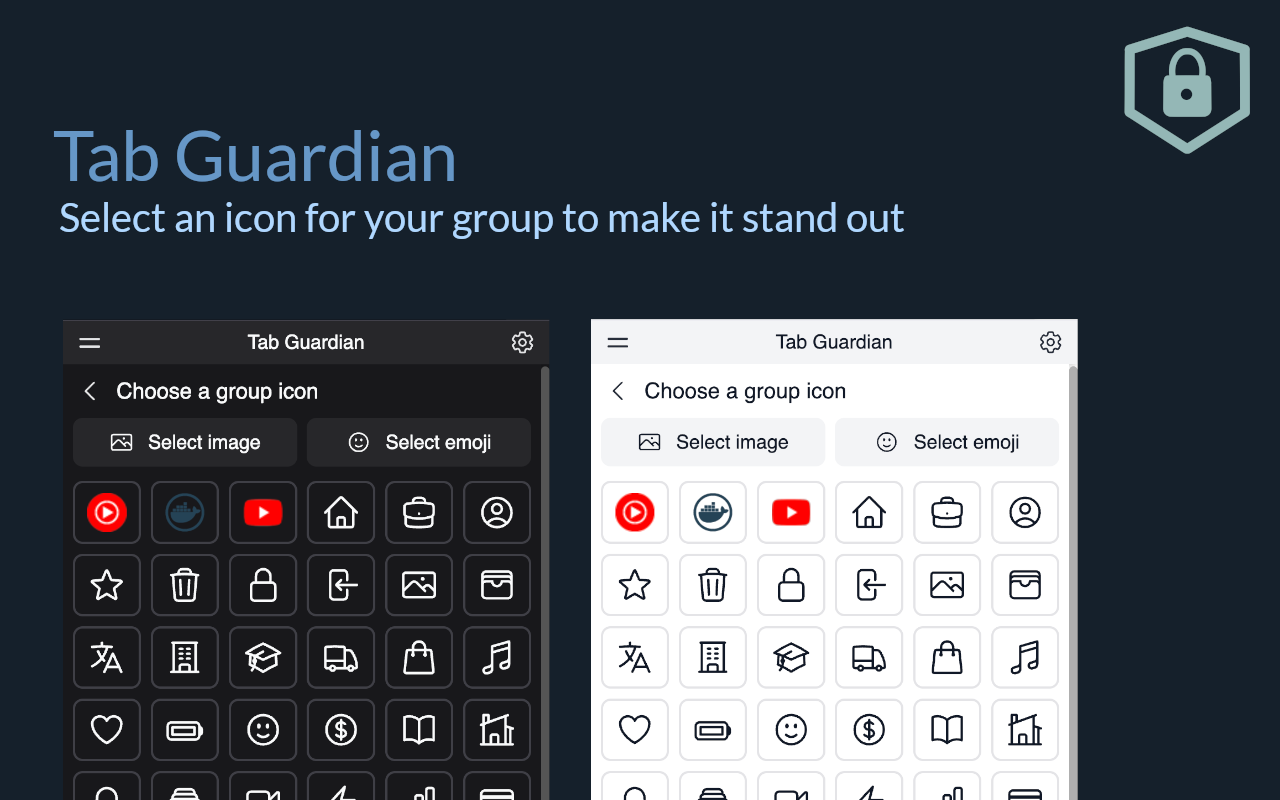 Tab Guardian
Select an icon for your group to make it stand out
Tab Guardian
Choose a group icon
Select image
Select emoji
Tab Guardian
Choose a group icon
Select image
Select emoji